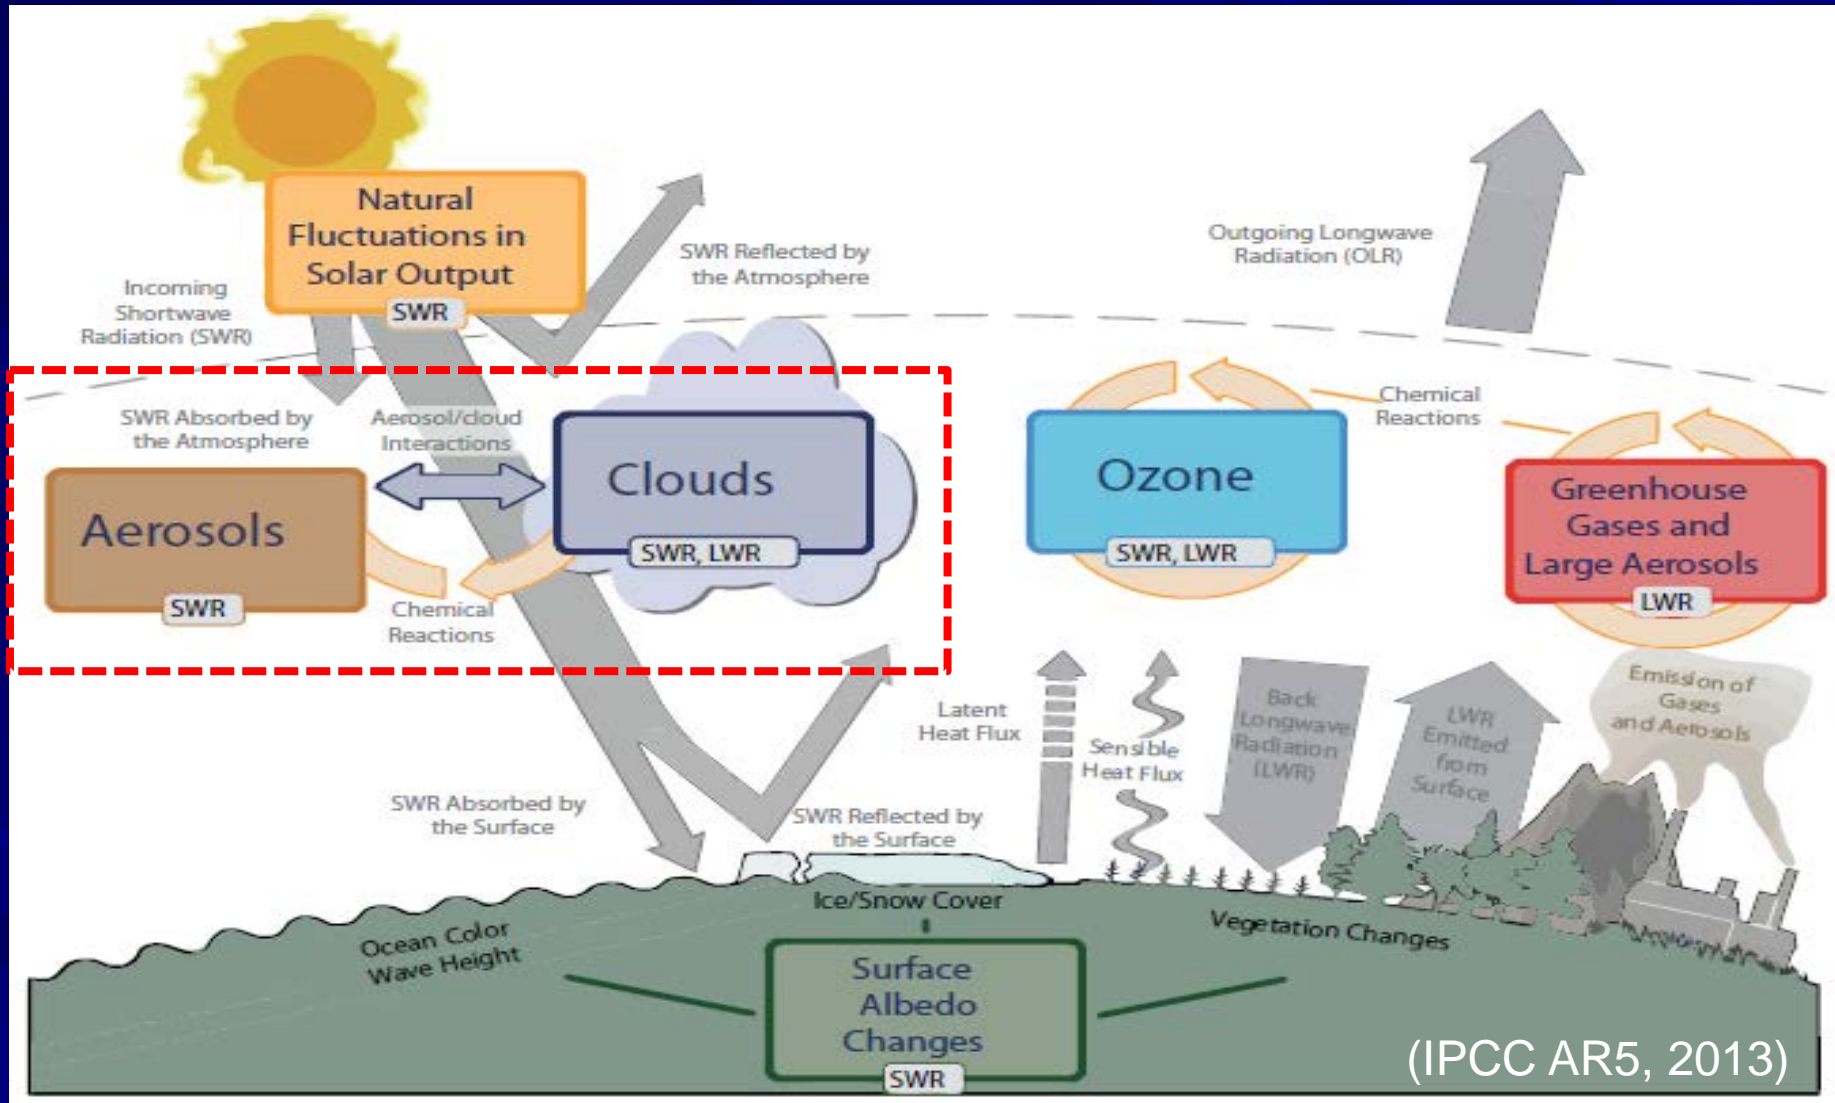 Natural
Fluctuations in
Solar Output
SWR
Incoming
Shortwave
Radiation (SWR)
SWR Reflected by
the Atmosphere
Outgoing Longwave
Radiation (OLR)
SWR Absorbed by
the Atmosphere
Aerosol/cloud
Interactions
Aerosols
SWR
Clouds
SWR, LWR
Chemical
Reactions
Ozone
SWR, LWR
Chemical
Reactions
Greenhouse
Gases and
Large Aerosols
LWR
SWR Absorbed by
the Surface
SWR Reflected by
the Surface
Latent
Heat Flux
Sensible
Heat Flux
Back
Longwave
Radiation
(LWR)
LWR
Emitted
from
Surface
Emission of
Gases
and Aerosols
Ocean Color
Wave Height
Ice/Snow Cover
Vegetation Changes
Surface
Albedo
Changes
SWR
(IPCC AR5, 2013)